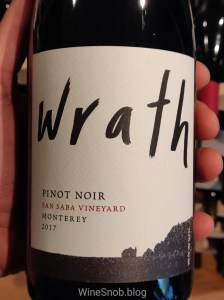 Wrath
PINOT NOIR
SAN SABA VINEYARD
MONTEREY
2017
WineSnob.blog